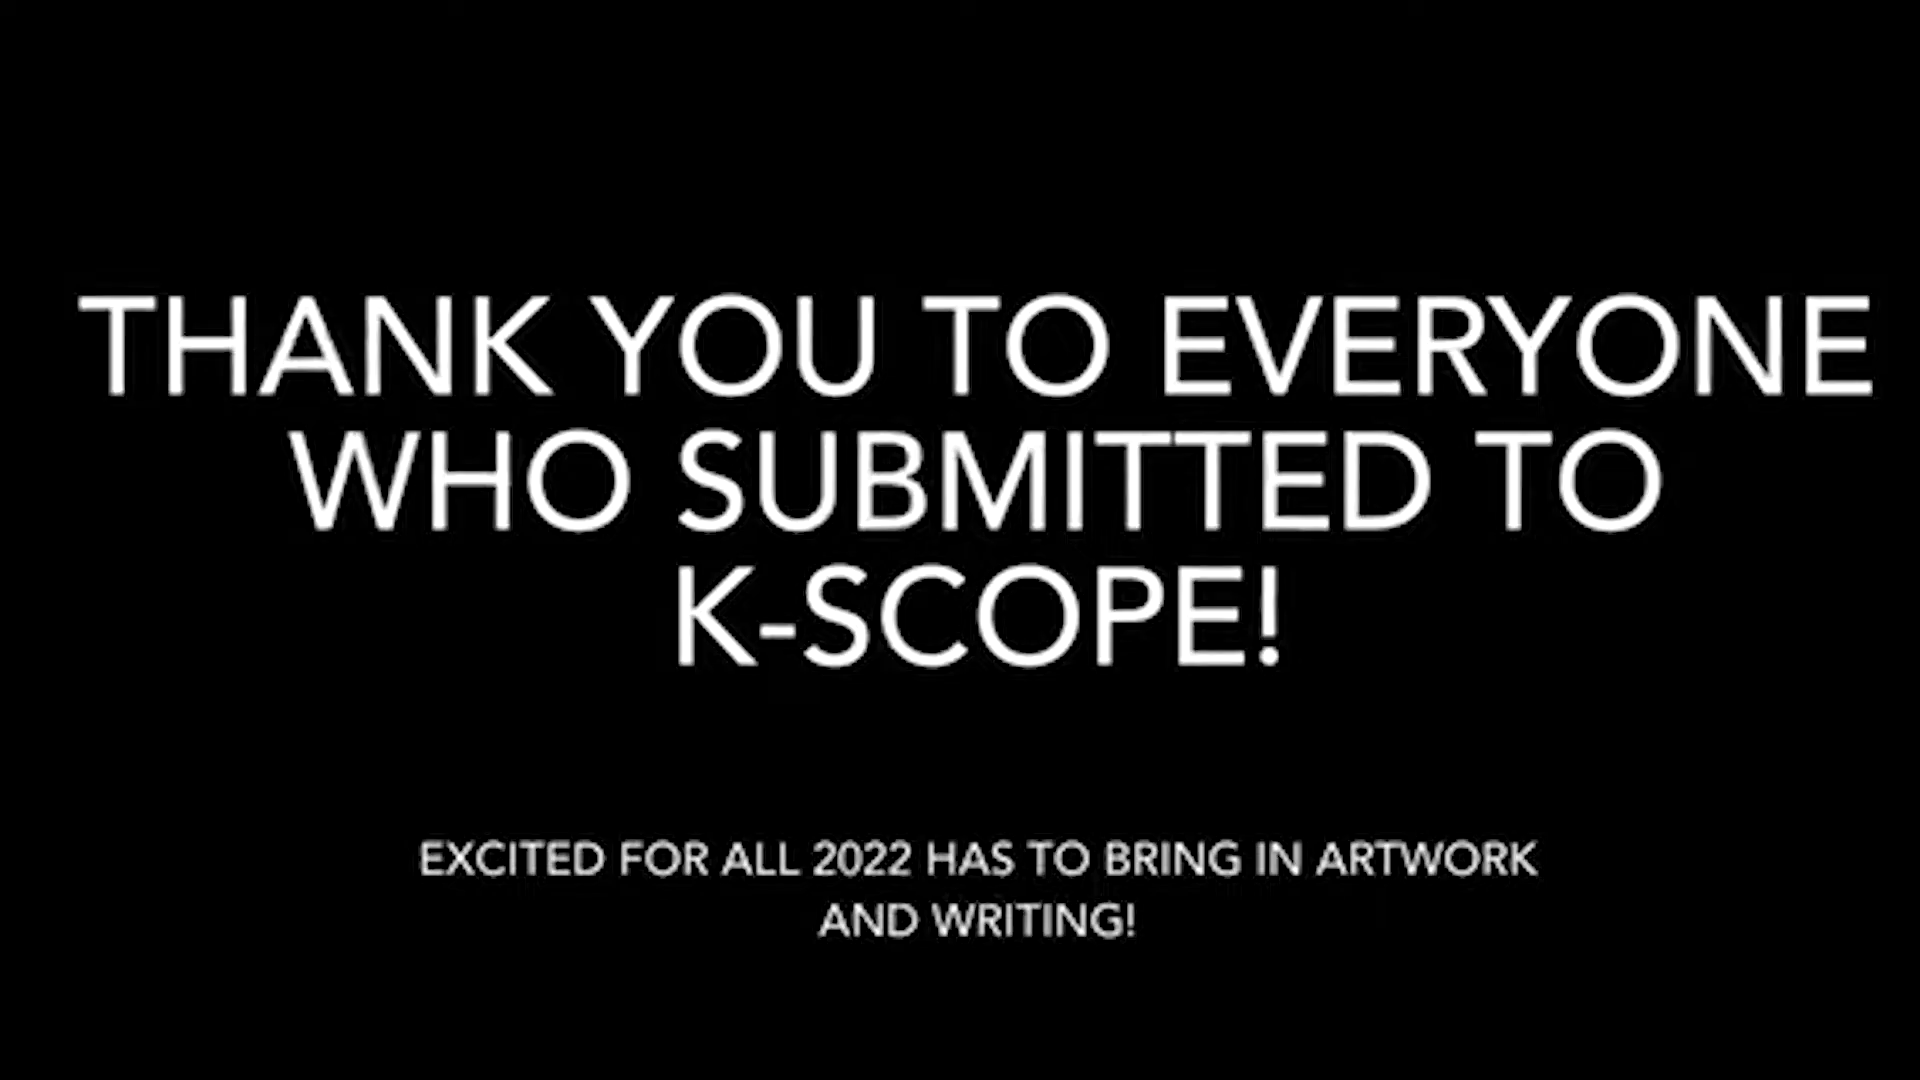 THANK YOU TO EVERYONE
WHO SUBMITTED TO
K-SCOPE!
EXCITED FOR ALL 2022 HAS TO BRING IN ARTWORK
AND WRITING!